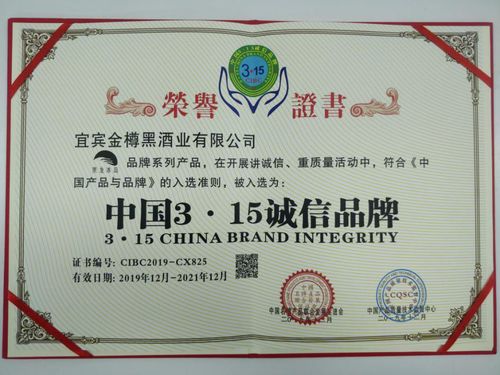 3·15
CIBC
榮譽 證書
宜宾金樽黑酒业有限公司
品牌系列产品，在开展讲诚信、重质量活动中，符合《中
国产品与品牌》的入选准则，被入选为：
中国3·15诚信品牌
3·15 CHINA BRAND INTEGRITY
证书编号: CIBC2019-CX825
有效日期: 2019年12月-2021年12月
CQSC